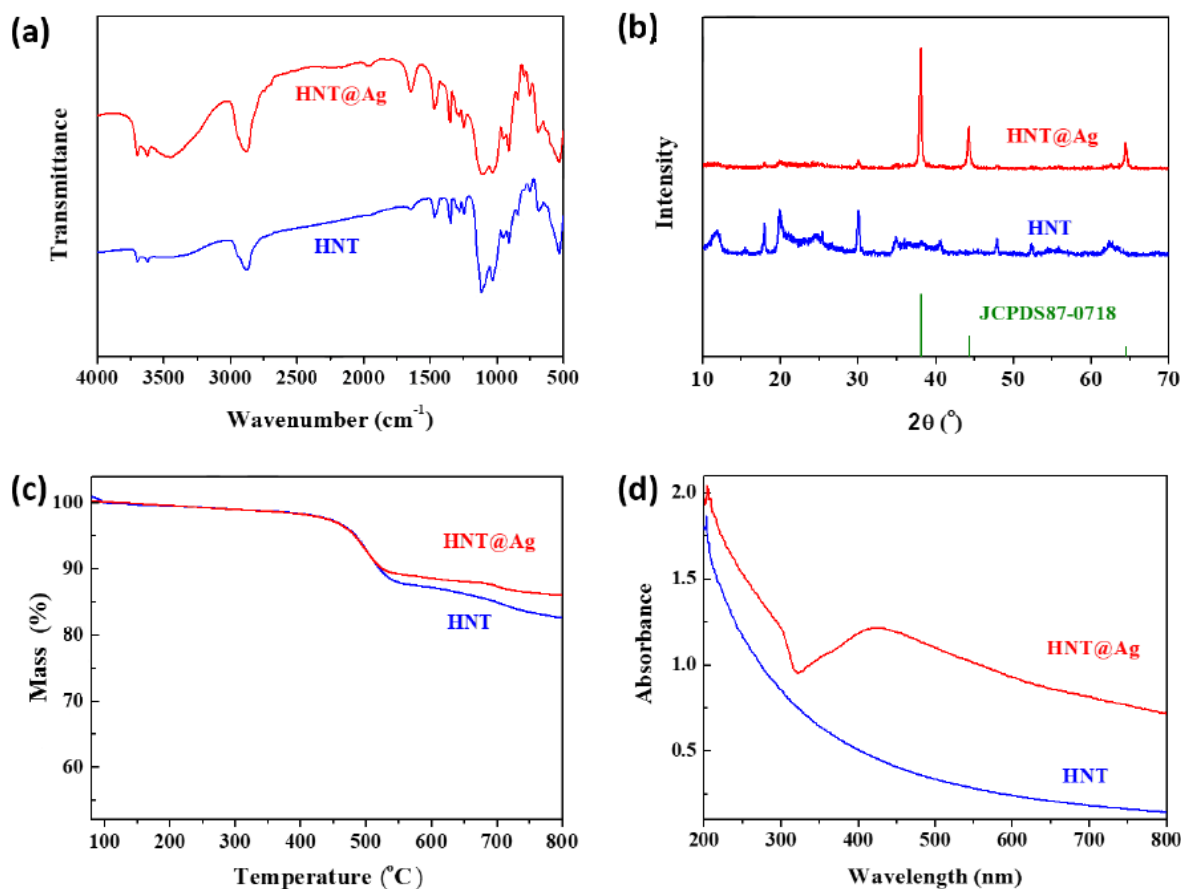 (a)
HNT@Ag
HNT
Transmittance
4000 3500 3000 2500 2000 1500 1000 500
Wavenumber (cm-1)
(b)
HNT@Ag
HNT
JCPDS87-0718
Intensity
10 20 30 40 50 60 70
2θ (°)
(c)
100
90
80
70
60
HNT@Ag
HNT
Mass (%)
100 200 300 400 500 600 700 800
Temperature (°C)
(d)
2.0
1.5
1.0
0.5
HNT@Ag
HNT
Absorbance
200 300 400 500 600 700 800
Wavelength (nm)